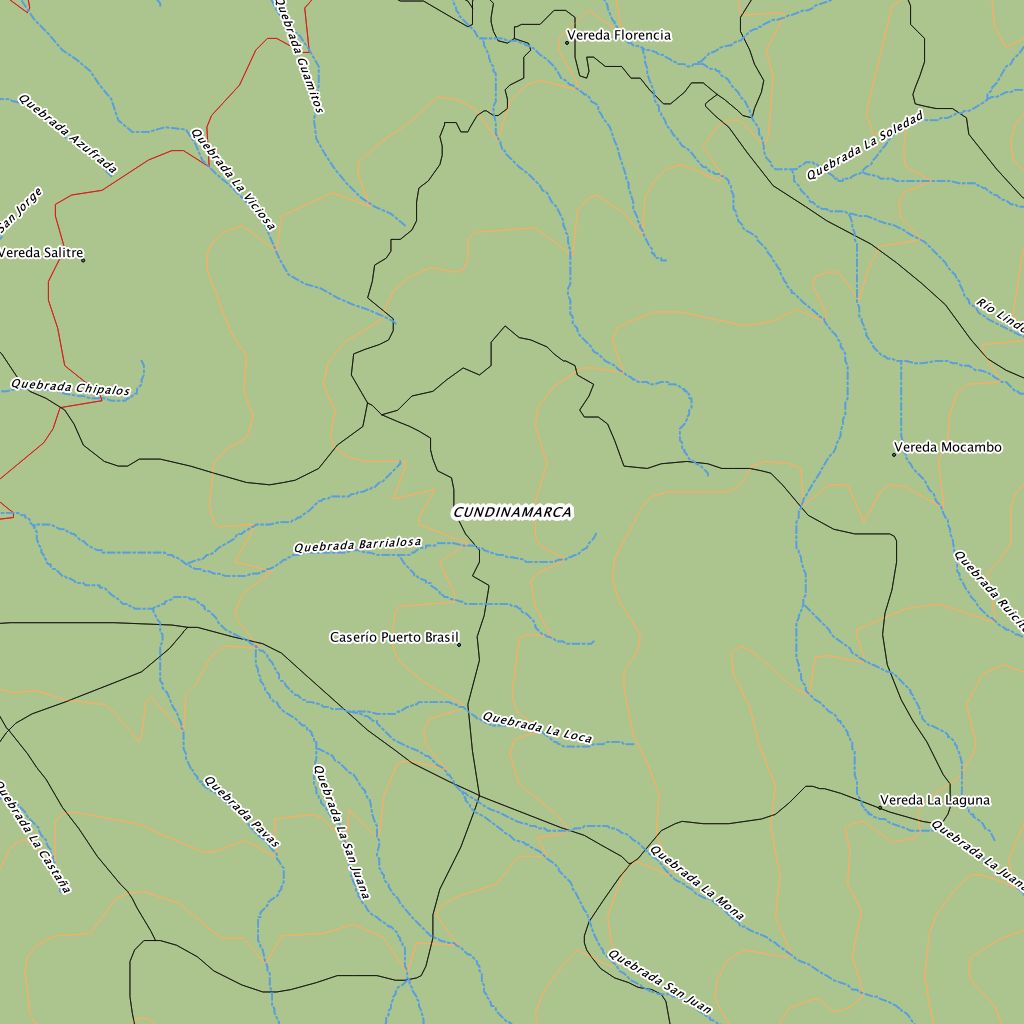 Quebrada Guamitos
Vereda Florencia
Quebrada Azufrada
Quebrada La Viciosa
Quebrada La Soledad
San Jorge
Vereda Salitre
Río Lindo
Quebrada Chipalos
Vereda Mocambo
CUNDINAMARCA
Quebrada Barrialosa
Quebrada
Caserío Puerto Brasil
Quebrada La Loca
Quebrada La Castaña
Quebrada Pavas
Quebrada La San Juana
Vereda La Laguna
Quebrada La Juana
Quebrada La Mona
Quebrada San Juan